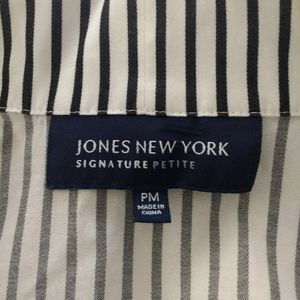 JONES NEW YORK
SIGNATURE PETITE
PM
MADE IN
CHINA